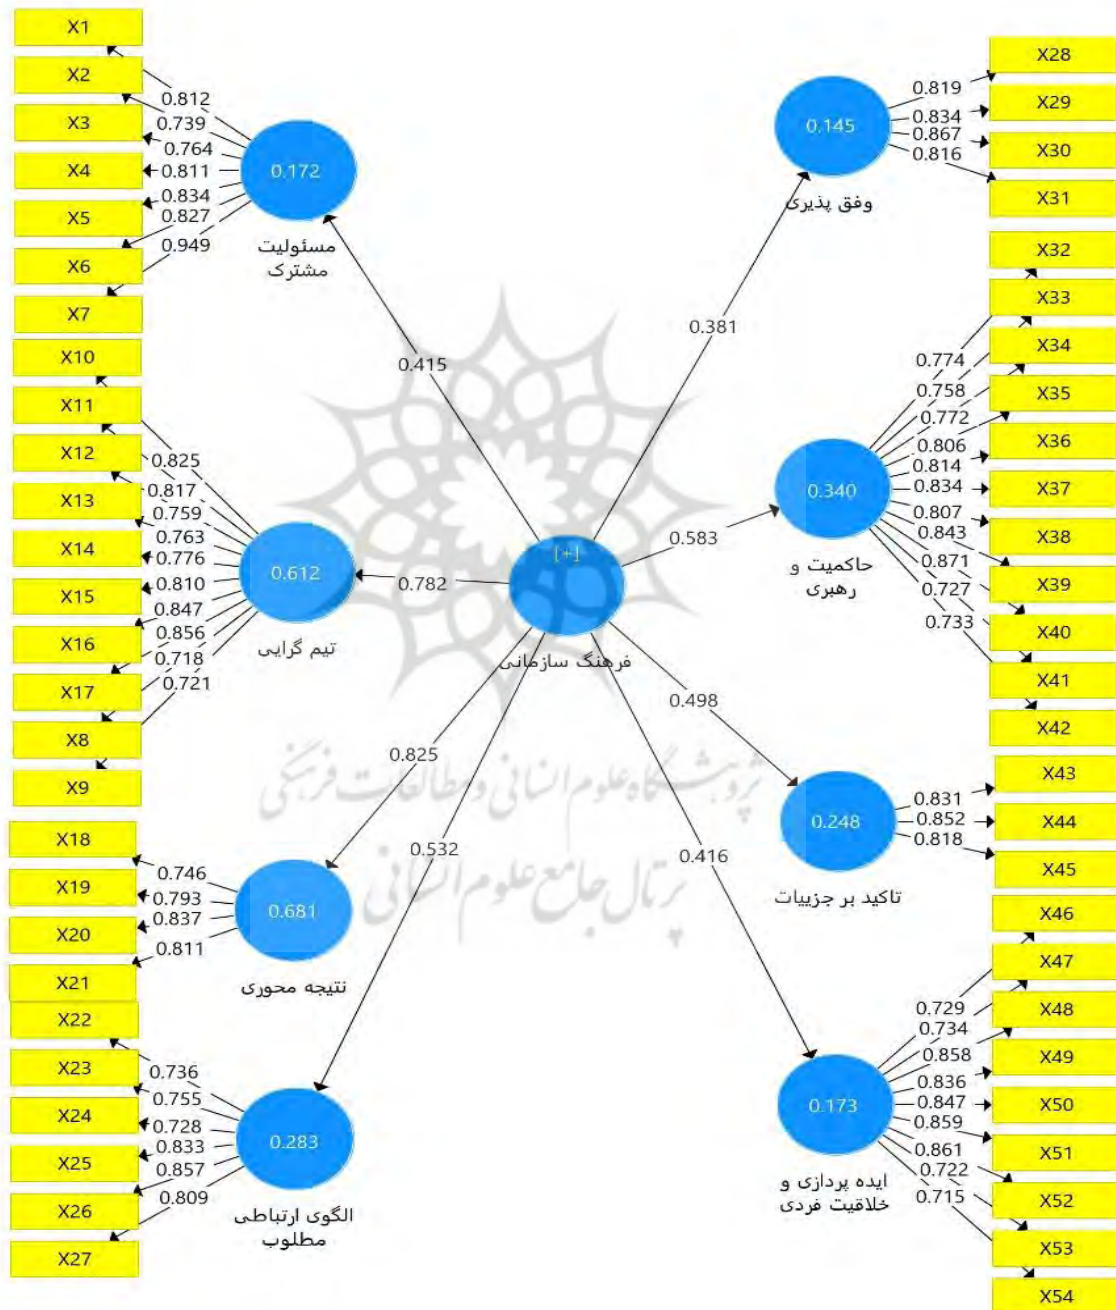 X1
X2
X3
X4
X5
X6
X7
0.812
0.739
0.764
0.811
0.834
0.827
0.949
0.172
مسئولیت
مشترک
0.415
X10
X11
X12
X13
X14
X15
X16
X17
X8
X9
0.825
0.817
0.759
0.763
0.776
0.810
0.847
0.856
0.718
0.721
0.612
تیم گرایی
0.782
X18
X19
X20
X21
0.746
0.793
0.837
0.811
0.681
نتیجه محوری
0.825
X22
X23
X24
X25
X26
X27
0.736
0.755
0.728
0.833
0.857
0.809
0.283
الگوی ارتباطی
مطلوب
0.532
[+]
فرهنگ سازمانی
پژوهشگاه علوم انسانی و مطالعات فرهنگی
پرتال جامع علوم انسانی
0.381
0.145
وفق پذیری
0.819
0.834
0.867
0.816
X28
X29
X30
X31
0.583
0.340
حاکمیت و
رهبری
0.774
0.758
0.772
0.806
0.814
0.834
0.807
0.843
0.871
0.727
0.733
X32
X33
X34
X35
X36
X37
X38
X39
X40
X41
X42
0.498
0.248
تاکید بر جزییات
0.831
0.852
0.818
X43
X44
X45
0.416
0.173
ایده پردازی و
خلاقیت فردی
0.729
0.734
0.858
0.836
0.847
0.859
0.861
0.722
0.715
X46
X47
X48
X49
X50
X51
X52
X53
X54